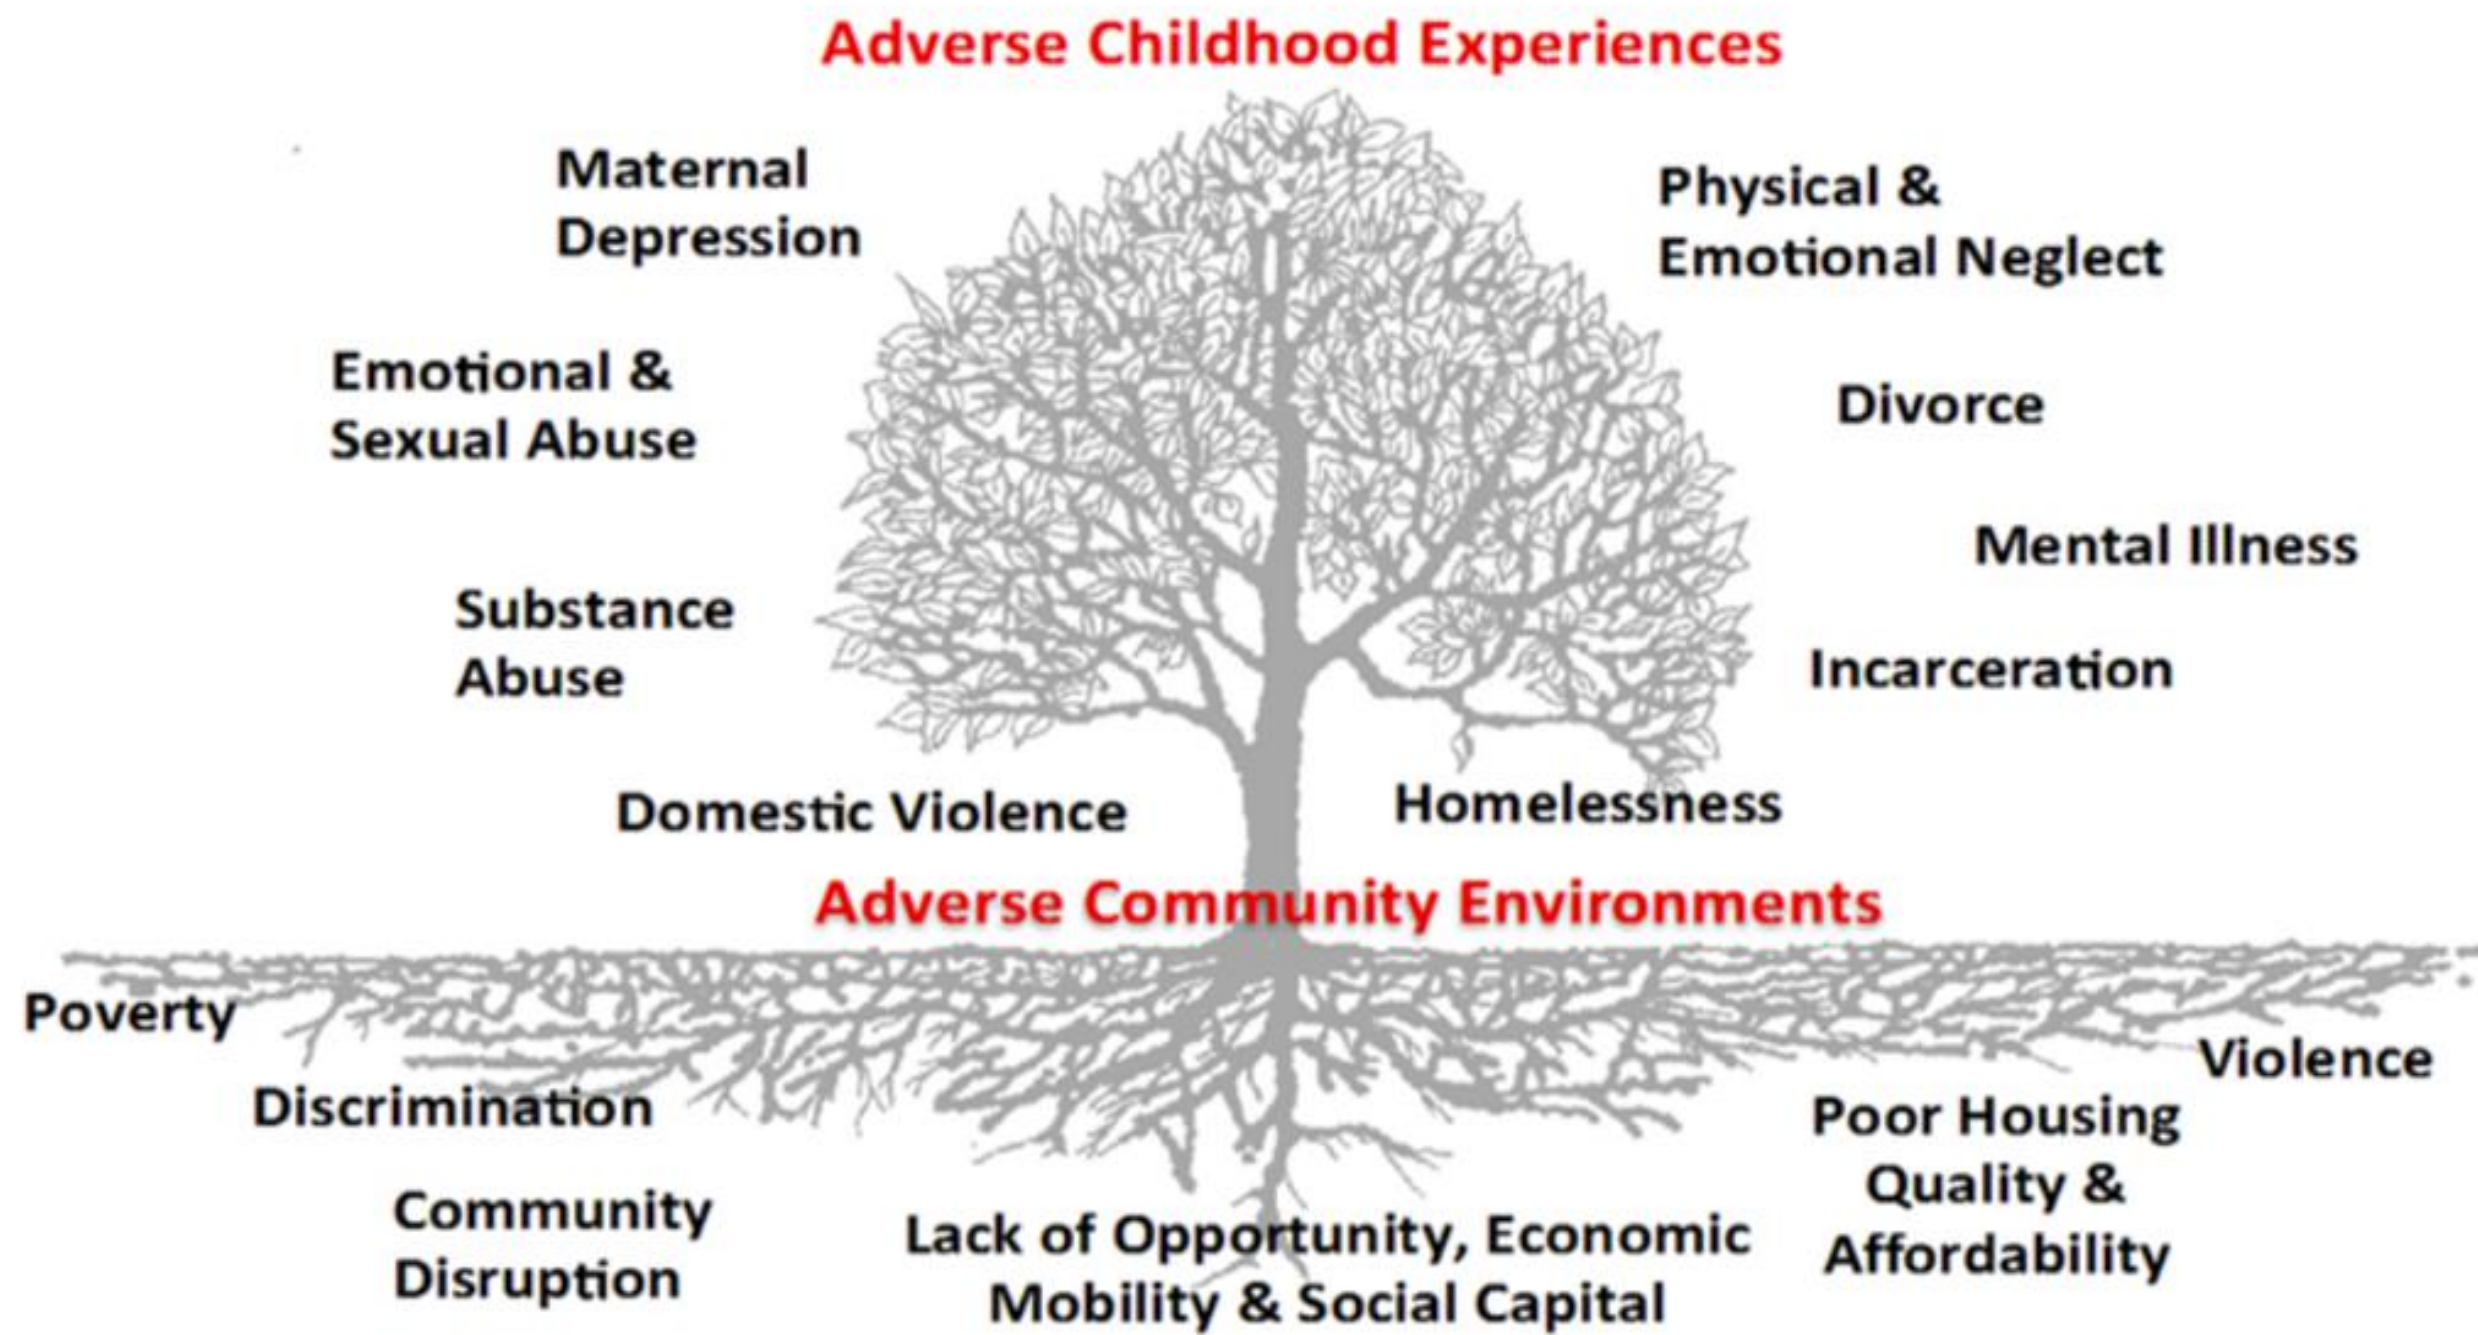 Adverse Childhood Experiences
Maternal
Depression
Physical &
Emotional Neglect
Emotional &
Sexual Abuse
Divorce
Mental Illness
Substance
Abuse
Incarceration
Domestic Violence
Homelessness
Adverse Community Environments
Poverty
Violence
Discrimination
Poor Housing
Quality &
Affordability
Community
Disruption
Lack of Opportunity, Economic
Mobility & Social Capital